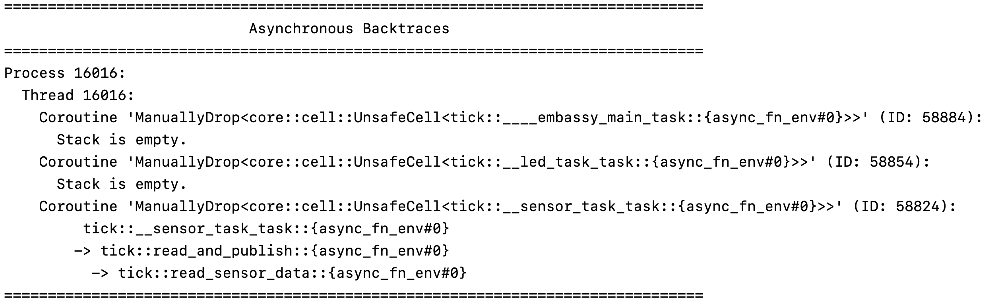 ================================================================================
                            Asynchronous Backtraces
================================================================================
Process 16016:
  Thread 16016:
    Coroutine 'ManuallyDrop<core::cell::UnsafeCell<tick::____embassy_main_task::{async_fn_env#0}>>' (ID: 58884):
      Stack is empty.
    Coroutine 'ManuallyDrop<core::cell::UnsafeCell<tick::__led_task_task::{async_fn_env#0}>>' (ID: 58854):
      Stack is empty.
    Coroutine 'ManuallyDrop<core::cell::UnsafeCell<tick::__sensor_task_task::{async_fn_env#0}>>' (ID: 58824):
         tick::__sensor_task_task::{async_fn_env#0}
        —> tick::read_and_publish::{async_fn_env#0}
          —> tick::read_sensor_data::{async_fn_env#0}
================================================================================